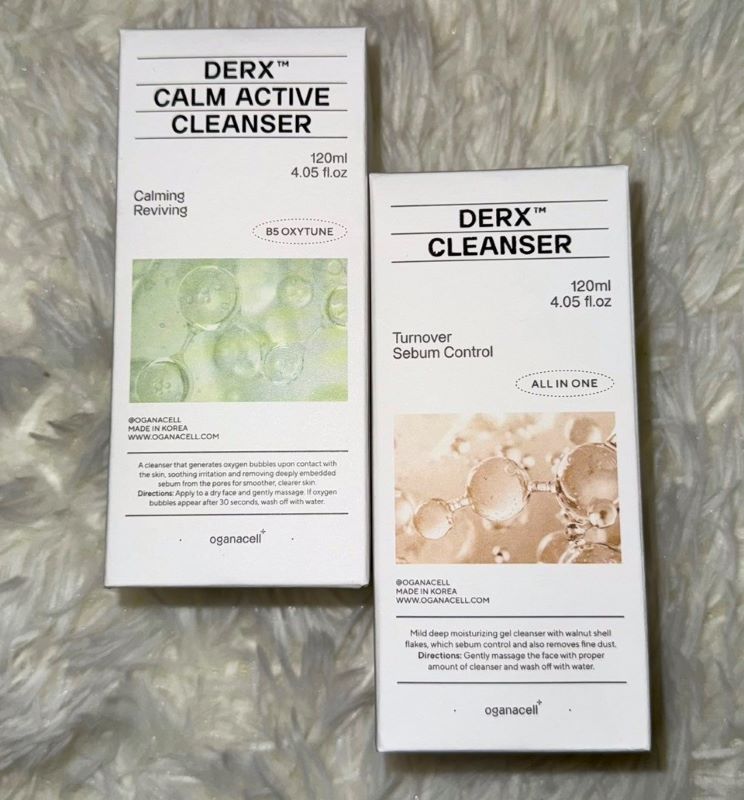 DERX™
CALM ACTIVE
CLEANSER
120ml
4.05 fl.oz
Calming
Reviving
B5 OXYTUNE
@OGANACELL
MADE IN KOREA
WWW.OGANACELL.COM
A cleanser that generates oxygen bubbles upon contact with
the skin, soothing irritation and removing deeply embedded
sebum from the pores for smoother, clearer skin.
Directions: Apply to a dry face and gently massage. If oxygen
bubbles appear after 30 seconds, wash off with water.
oganacell+
DERX™
CLEANSER
120ml
4.05 fl.oz
Turnover
Sebum Control
ALL IN ONE
@OGANACELL
MADE IN KOREA
WWW.OGANACELL.COM
Mild deep moisturizing gel cleanser with walnut shell
flakes, which sebum control and also removes fine dust.
Directions: Gently massage the face with proper
amount of cleanser and wash off with water.
oganacell+